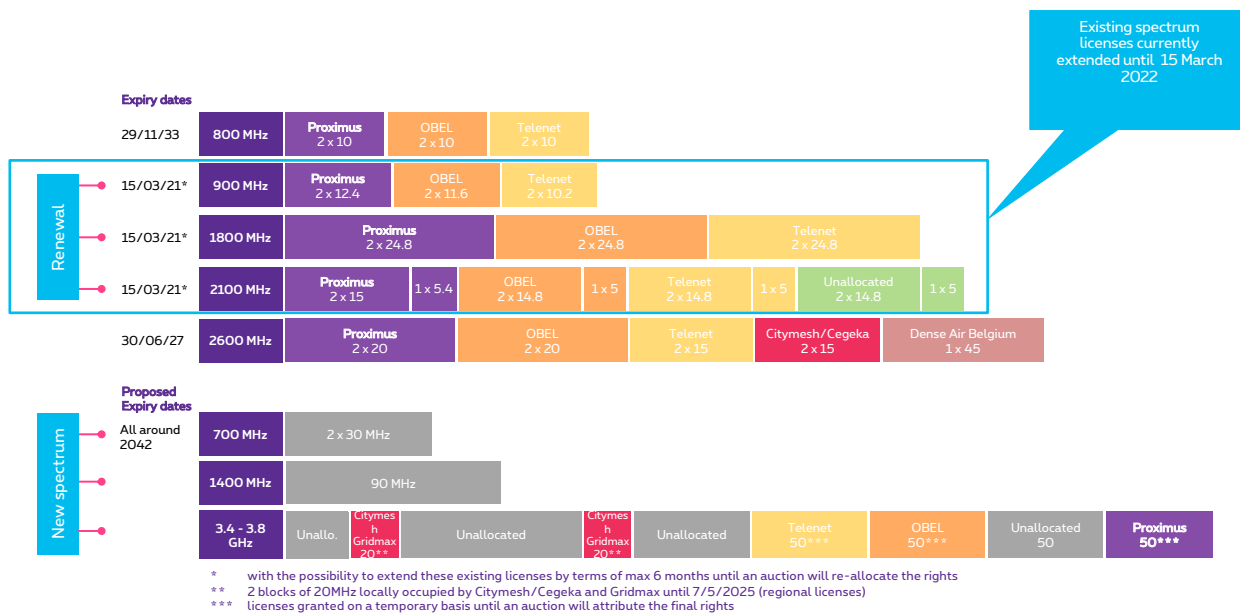 Existing spectrum
licenses currently
extended until 15 March
2022
Expiry dates
29/11/33
800 MHz
Proximus
2 x 10
OBEL
2 x 10
Telenet
2 x 10
Renewal
15/03/21*
900 MHz
Proximus
2 x 12.4
OBEL
2 x 11.6
Telenet
2 x 10.2
15/03/21*
1800 MHz
Proximus
2 x 24.8
OBEL
2 x 24.8
Telenet
2 x 24.8
15/03/21*
2100 MHz
Proximus
2 x 15
1 x 5.4
OBEL
2 x 14.8
1 x 5
Telenet
2 x 14.8
1 x 5
Unallocated
2 x 14.8
1 x 5
30/06/27
2600 MHz
Proximus
2 x 20
OBEL
2 x 20
Telenet
2 x 15
Citymesh/Cegeka
2 x 15
Dense Air Belgium
1 x 45
Proposed
Expiry dates
New spectrum
All around
2042
700 MHz
2 x 30 MHz
1400 MHz
90 MHz
3.4 - 3.8
GHz
Unallo.
Citymes
h
Gridmax
20**
Unallocated
Citymes
h
Gridmax
20**
Unallocated
Telenet
50***
OBEL
50***
Unallocated
50
Proximus
50***
* with the possibility to extend these existing licenses by terms of max 6 months until an auction will re-allocate the rights
** 2 blocks of 20MHz locally occupied by Citymesh/Cegeka and Gridmax until 7/5/2025 (regional licenses)
*** licenses granted on a temporary basis until an auction will attribute the final rights